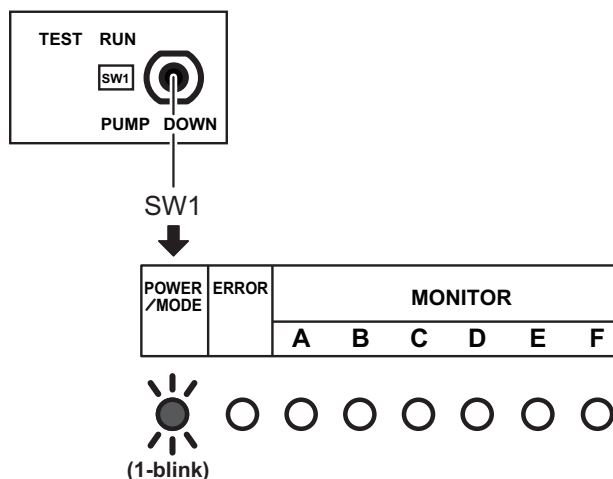 TEST RUN
SW1
PUMP DOWN
SW1
POWER
/MODE
ERROR
MONITOR
A B C D E F
(1-blink)